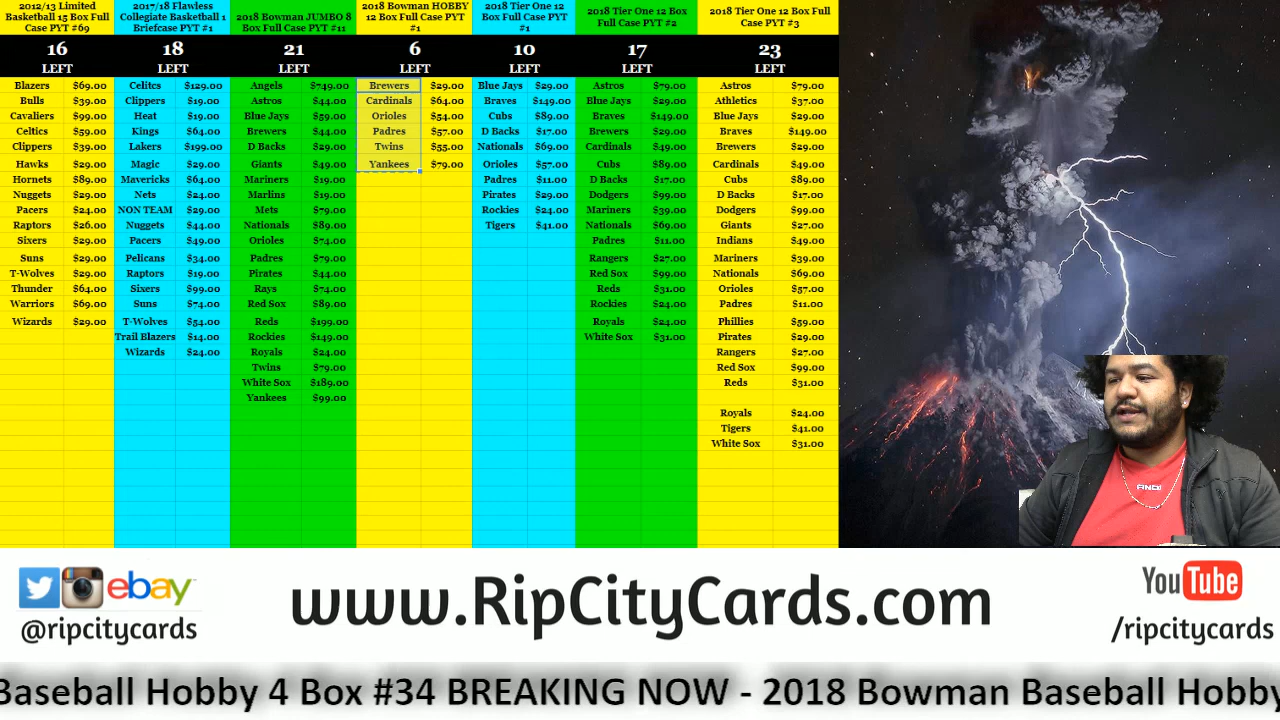 2012/13 Limited
Basketball 15 Box Full
Case PYT #69
16
LEFT
Blazers $69.00
Bulls $39.00
Cavaliers $99.00
Celtics $59.00
Clippers $39.00
Hawks $29.00
Hornets $89.00
Nuggets $29.00
Pacers $24.00
Raptors $26.00
Sixers $29.00
Suns $29.00
T-Wolves $29.00
Thunder $64.00
Warriors $69.00
Wizards $29.00
2017/18 Flawless
Collegiate Basketball 1
Briefcase PYT #1
18
LEFT
Celitcs $129.00
Clippers $19.00
Heat $19.00
Kings $64.00
Lakers $199.00
Magic $29.00
Mavericks $64.00
Nets $24.00
NON TEAM $29.00
Nuggets $44.00
Pacers $49.00
Pelicans $34.00
Raptors $19.00
Sixers $99.00
Suns $74.00
T-Wolves $54.00
Trail Blazers $14.00
Wizards $24.00
2018 Bowman JUMBO 8
Box Full Case PYT #11
21
LEFT
Angels $749.00
Astros $44.00
Blue Jays $59.00
Brewers $44.00
D Backs $29.00
Giants $49.00
Mariners $19.00
Marlins $19.00
Mets $79.00
Nationals $89.00
Orioles $74.00
Padres $79.00
Pirates $44.00
Rays $74.00
Red Sox $89.00
Reds $199.00
Rockies $149.00
Royals $24.00
Twins $79.00
White Sox $189.00
Yankees $99.00
2018 Bowman HOBBY
12 Box Full Case PYT
#1
6
LEFT
Brewers $29.00
Cardinals $64.00
Orioles $54.00
Padres $57.00
Twins $55.00
Yankees $79.00
2018 Tier One 12
Box Full Case PYT
#1
10
LEFT
Blue Jays $29.00
Braves $149.00
Cubs $89.00
D Backs $17.00
Nationals $69.00
Orioles $57.00
Padres $11.00
Pirates $29.00
Rockies $24.00
Tigers $41.00
2018 Tier One 12 Box
Full Case PYT #2
17
LEFT
Astros $79.00
Blue Jays $29.00
Braves $149.00
Brewers $29.00
Cardinals $49.00
Cubs $89.00
D Backs $17.00
Dodgers $99.00
Mariners $39.00
Nationals $69.00
Padres $11.00
Rangers $27.00
Red Sox $99.00
Reds $31.00
Rockies $24.00
Royals $24.00
White Sox $31.00
2018 Tier One 12 Box Full
Case PYT #3
23
LEFT
Astros $79.00
Athletics $37.00
Blue Jays $29.00
Braves $149.00
Brewers $29.00
Cardinals $49.00
Cubs $89.00
D Backs $17.00
Dodgers $99.00
Giants $27.00
Indians $49.00
Mariners $39.00
Nationals $69.00
Orioles $57.00
Padres $11.00
Phillies $59.00
Pirates $29.00
Rangers $27.00
Red Sox $99.00
Reds $31.00
Royals $24.00
Tigers $41.00
White Sox $31.00
ebay
@ripcitycards
www.RipCityCards.com
YouTube
/ripcitycards
Baseball Hobby 4 Box #34 BREAKING NOW - 2018 Bowman Baseball Hobby